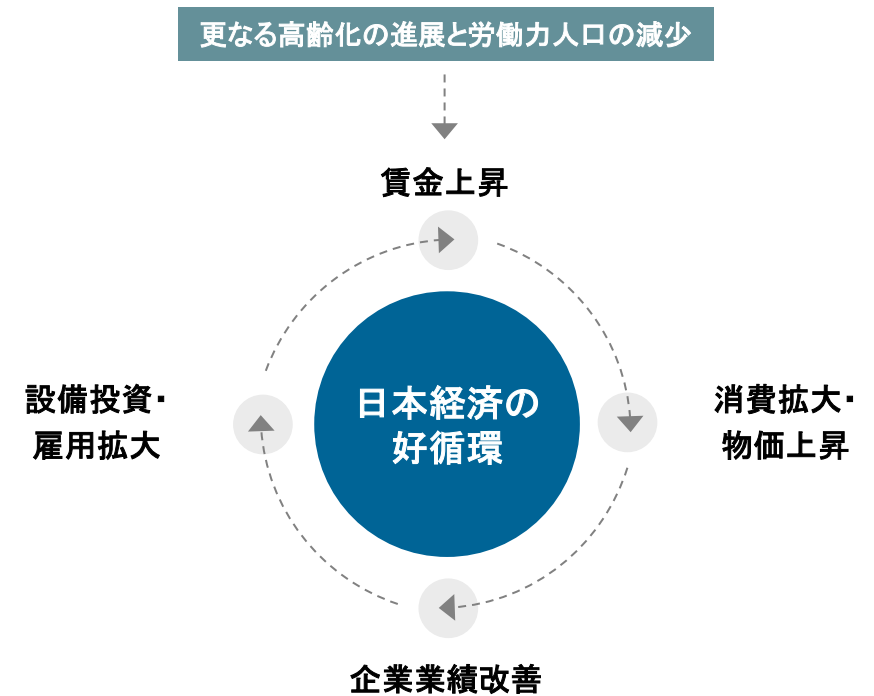 更なる高齢化の進展と労働力人口の減少
賃金上昇
設備投資・
雇用拡大
日本経済の
好循環
消費拡大・
物価上昇
企業業績改善